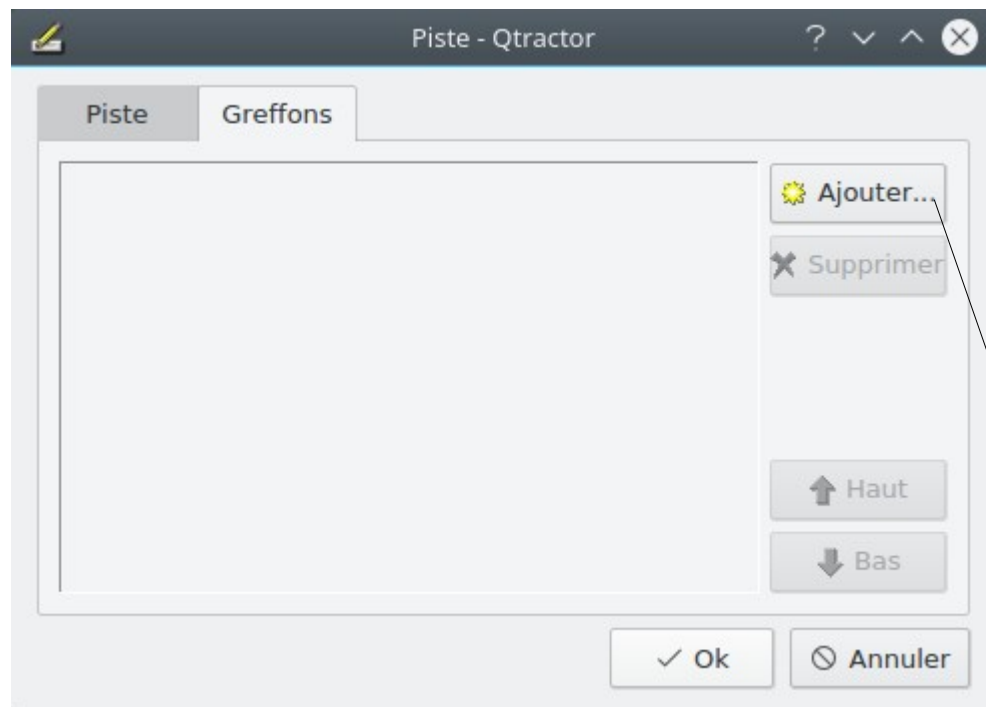 Piste - Qtractor
Piste
Greffons
Ajouter...
Supprimer
Haut
Bas
Ok
Annuler